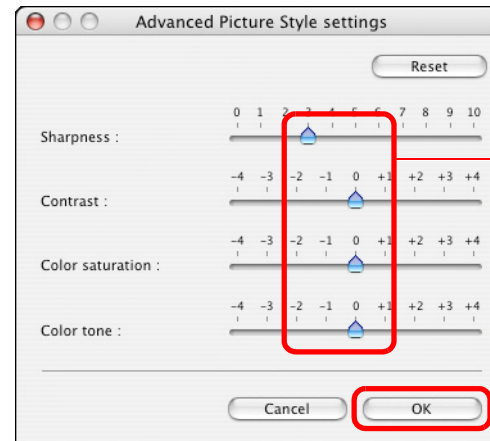 Advanced Picture Style settings
Reset
0 1 2 3 4 5 6 7 8 9 10
Sharpness :
-4 -3 -2 -1 0 +1 +2 +3 +4
Contrast :
-4 -3 -2 -1 0 +1 +2 +3 +4
Color saturation :
-4 -3 -2 -1 0 +1 +2 +3 +4
Color tone :
Cancel OK